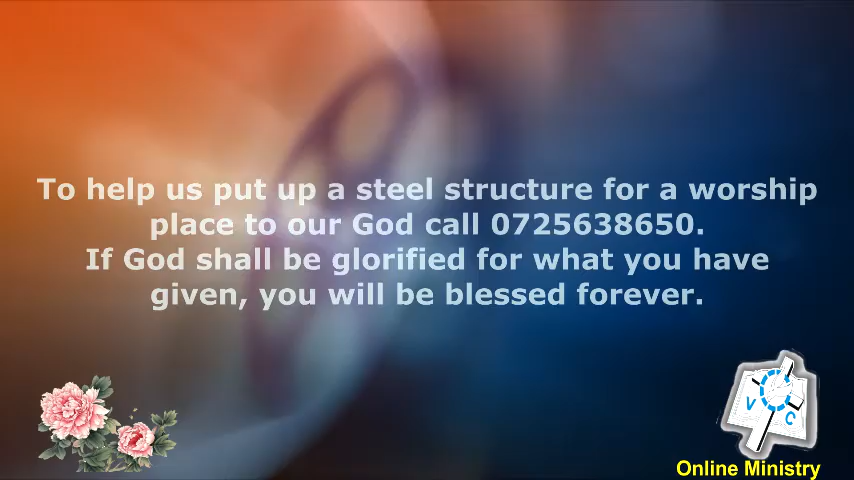 To help us put up a steel structure for a worship
place to our God call 0725638650.
If God shall be glorified for what you have
given, you will be blessed forever.
V
C
Online Ministry